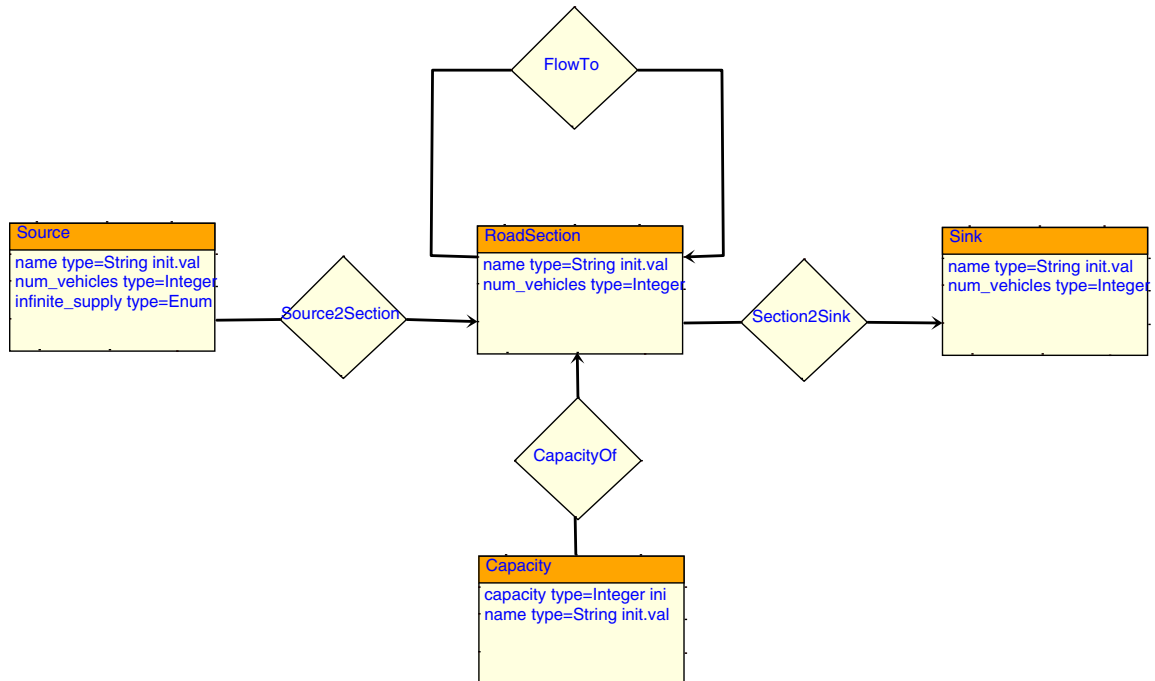 FlowTo
Source
name type=String init.val
num_vehicles type=Integer
infinite_supply type=Enum
Source2Section
RoadSection
name type=String init.val
num_vehicles type=Integer
Section2Sink
Sink
name type=String init.val
num_vehicles type=Integer
CapacityOf
Capacity
capacity type=Integer ini
name type=String init.val